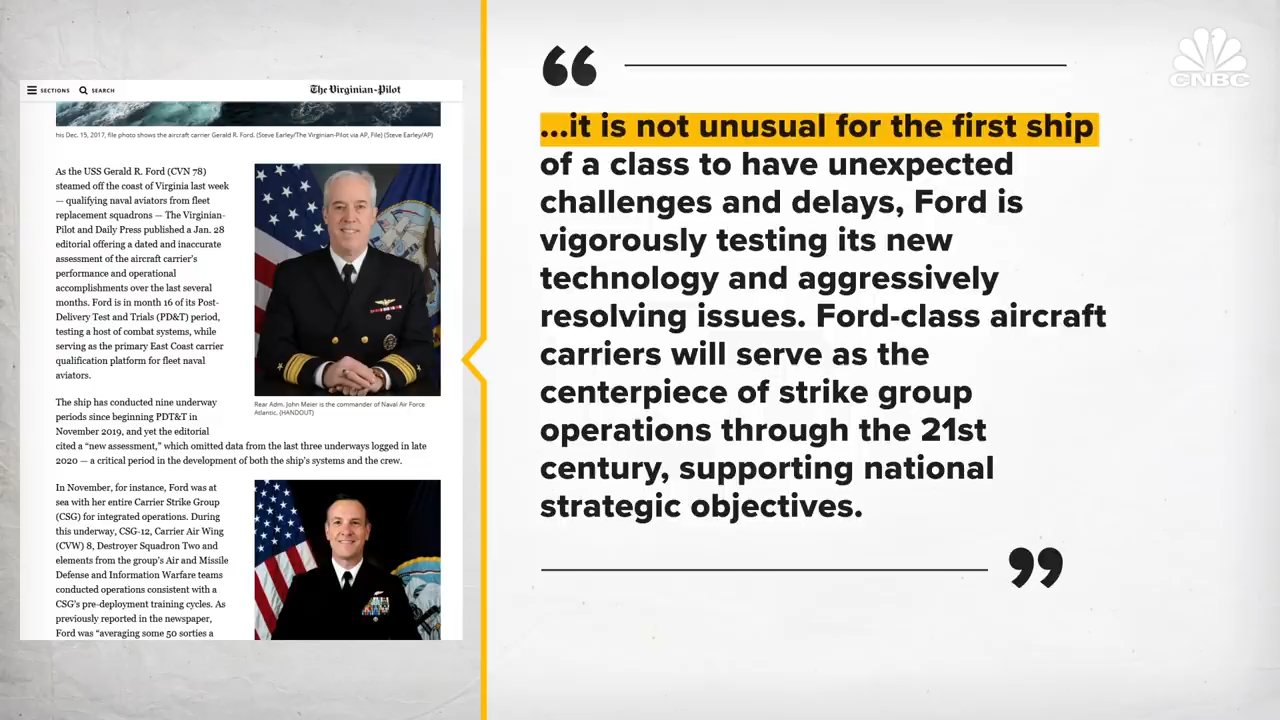 SECTIONS
SEARCH
The Virginian-Pilot
his Dec. 15, 2017, file photo shows the aircraft carrier Gerald R. Ford. (Steve Earley/The Virginian-Pilot via AP, File) (Steve Earley/AP)
As the USS Gerald R. Ford (CVN 78)
steamed off the coast of Virginia last week
— qualifying naval aviators from fleet
replacement squadrons — The Virginian-
Pilot and Daily Press published a Jan. 28
editorial offering a dated and inaccurate
assessment of the aircraft carrier's
performance and operational
accomplishments over the last several
months. Ford is in month 16 of its Post-
Delivery Test and Trials (PD&T) period,
testing a host of combat systems, while
serving as the primary East Coast carrier
qualification platform for fleet naval
aviators.
Rear Adm. John Meier is the commander of Naval Air Force
Atlantic. (HANDOUT)
The ship has conducted nine underway
periods since beginning PDT&T in
November 2019, and yet the editorial
cited a “new assessment,” which omitted data from the last three underways logged in late
2020 — a critical period in the development of both the ship's systems and the crew.
In November, for instance, Ford was at
sea with her entire Carrier Strike Group
(CSG) for integrated operations. During
this underway, CSG-12, Carrier Air Wing
(CVW) 8, Destroyer Squadron Two and
elements from the group's Air and Missile
Defense and Information Warfare teams
conducted operations consistent with a
CSG's pre-deployment training cycles. As
previously reported in the newspaper,
Ford was “averaging some 50 sorties a
“
...it is not unusual for the first ship
of a class to have unexpected
challenges and delays, Ford is
vigorously testing its new
technology and aggressively
resolving issues. Ford-class aircraft
carriers will serve as the
centerpiece of strike group
operations through the 21st
century, supporting national
strategic objectives.
”
CNBC